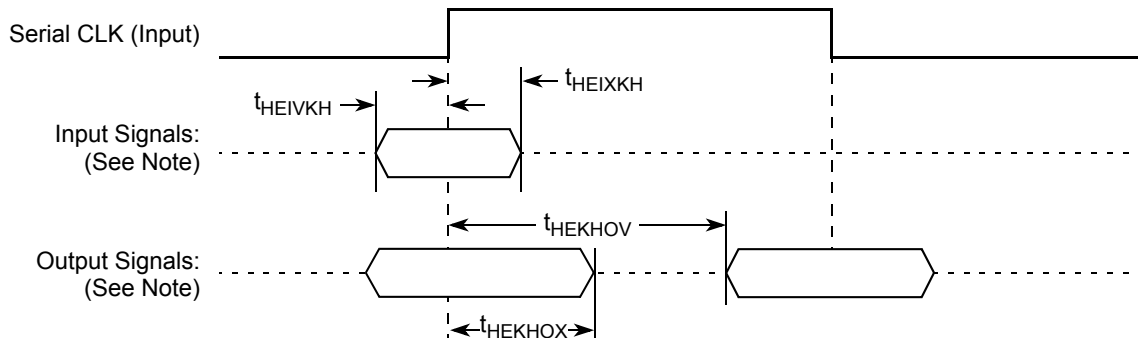 Serial CLK (Input)
tHEIXKH
tHEIVKH
Input Signals:
(See Note)
tHEKHOV
Output Signals:
(See Note)
tHEKHOX